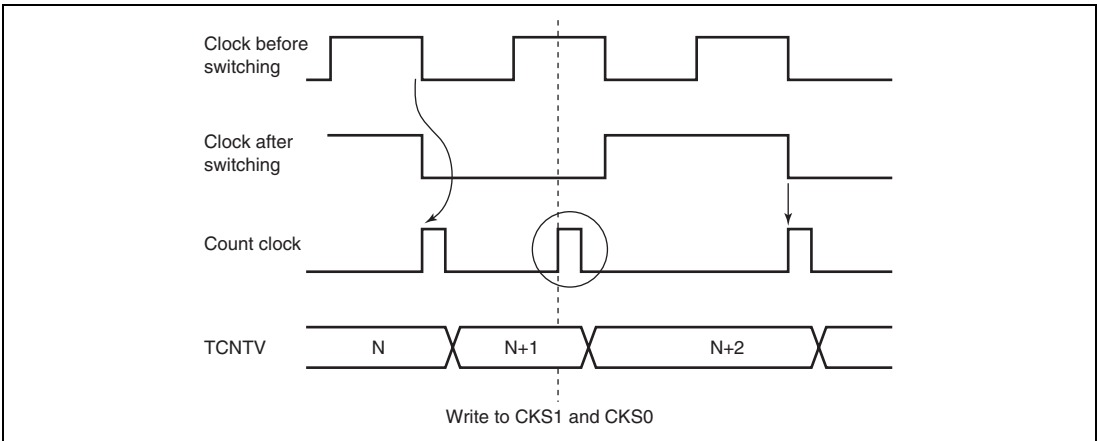 Clock before
switching
Clock after
switching
Count clock
TCNTV
N
N+1
N+2
Write to CKS1 and CKS0